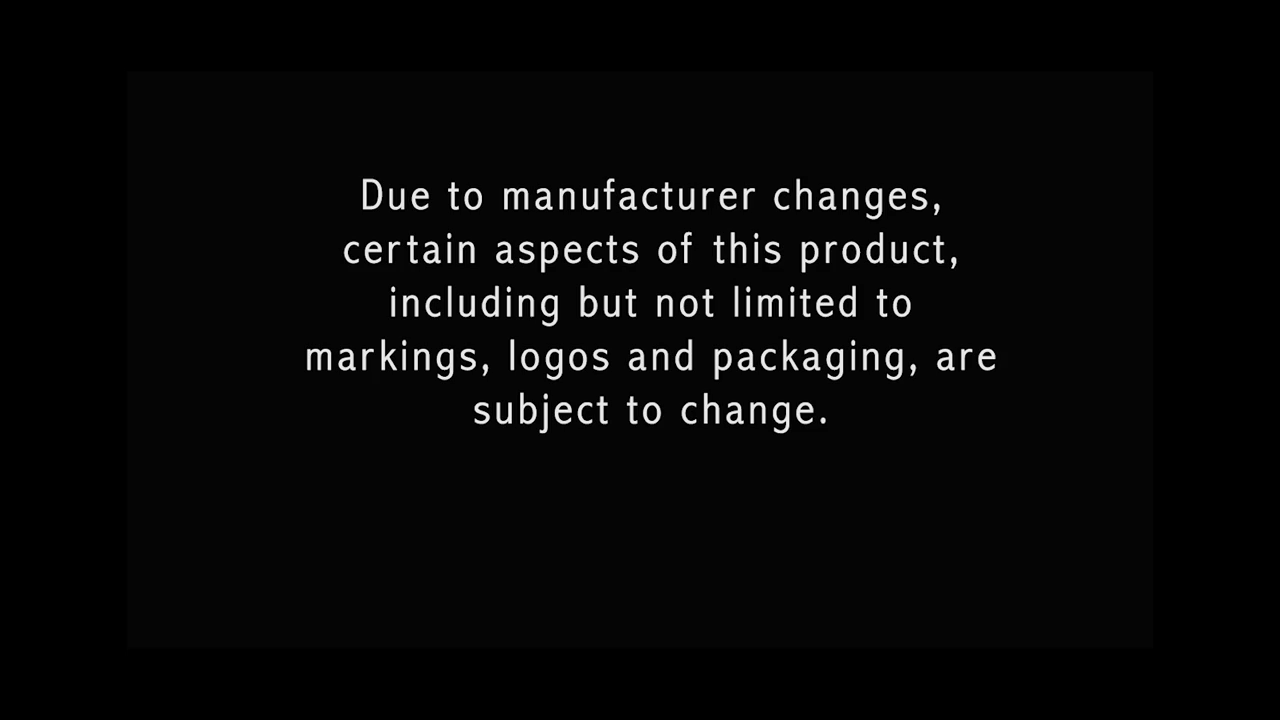 Due to manufacturer changes,
certain aspects of this product,
including but not limited to
markings, logos and packaging, are
subject to change.